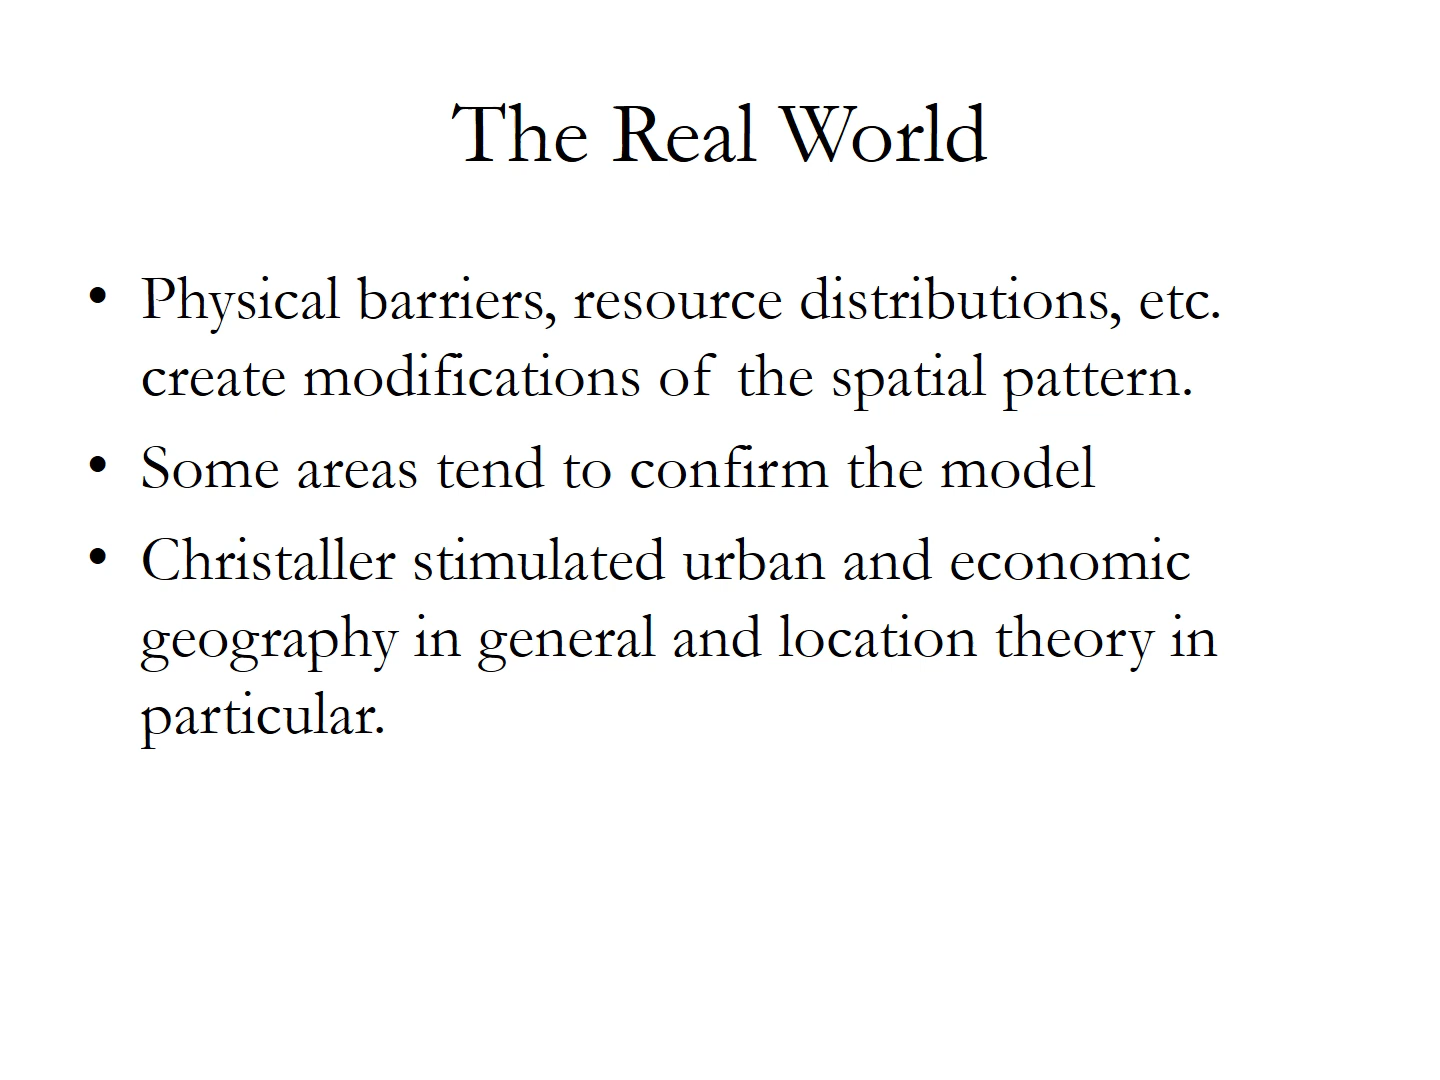 The Real World
• Physical barriers, resource distributions, etc.
create modifications of the spatial pattern.
• Some areas tend to confirm the model
• Christaller stimulated urban and economic
geography in general and location theory in
particular.